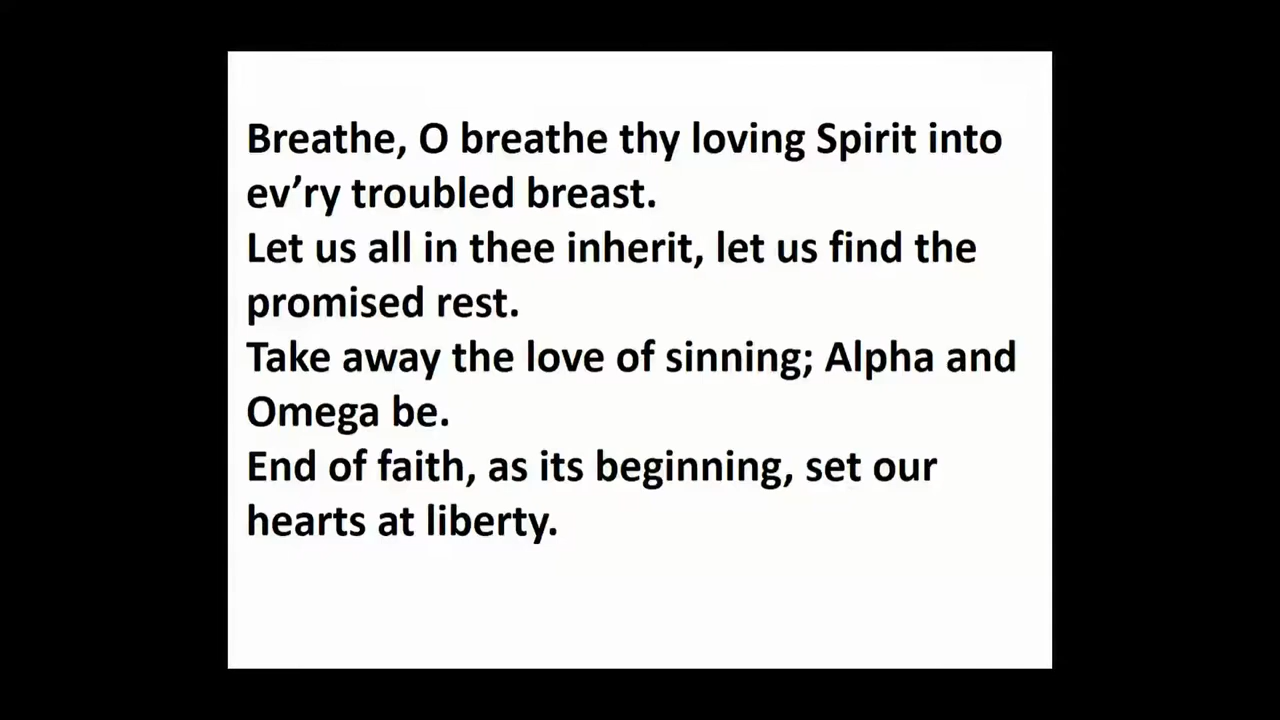 Breathe, O breathe thy loving Spirit into
ev’ry troubled breast.
Let us all in thee inherit, let us find the
promised rest.
Take away the love of sinning; Alpha and
Omega be.
End of faith, as its beginning, set our
hearts at liberty.